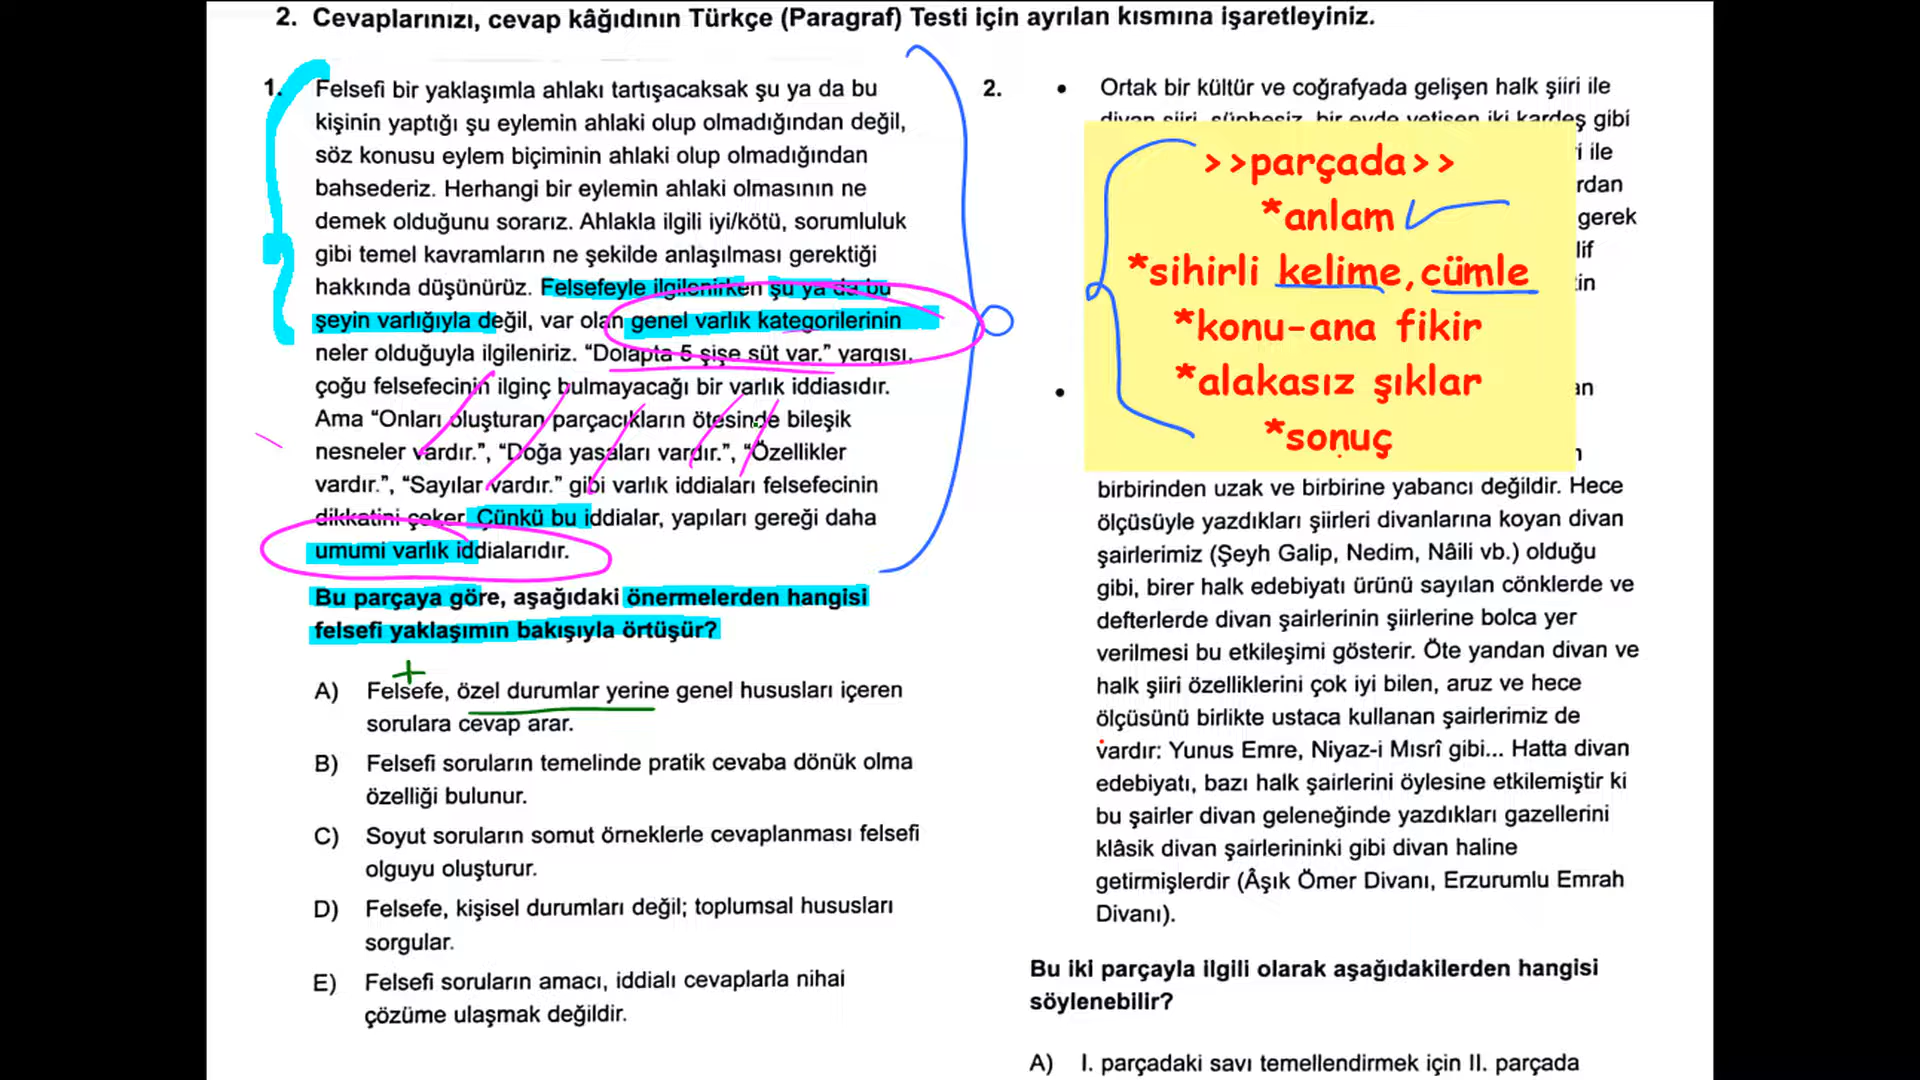 2. Cevaplarınızı, cevap kâğıdının Türkçe (Paragraf) Testi için ayrılan kısmına işaretleyiniz.
1. Felsefi bir yaklaşımla ahlakı tartışacaksak şu ya da bu
kişinin yaptığı şu eylemin ahlaki olup olmadığından değil,
söz konusu eylem biçiminin ahlaki olup olmadığından
bahsederiz. Herhangi bir eylemin ahlaki olmasının ne
demek olduğunu sorarız. Ahlakla ilgili iyi/kötü, sorumluluk
gibi temel kavramların ne şekilde anlaşılması gerektiği
hakkında düşünürüz. Felsefeyle ilgilenirken şu ya da bu
şeyin varlığıyla değil, var olan genel varlık kategorilerinin
neler olduğuyla ilgileniriz. “Dolapta 5 şişe süt var.” yargısı,
çoğu felsefecinin ilginç bulmayacağı bir varlık iddiasıdır.
Ama “Onları oluşturan parçacıkların ötesinde bileşik
nesneler vardır.”, “Doğa yasaları vardır.”, “Özellikler
vardır.”, “Sayılar vardır.” gibi varlık iddiaları felsefecinin
dikkatini çeker. Çünkü bu iddialar, yapıları gereği daha
umumi varlık iddialarıdır.
Bu parçaya göre, aşağıdaki önermelerden hangisi
felsefi yaklaşımın bakışıyla örtüşür?
A) Felsefe, özel durumlar yerine genel hususları içeren
sorulara cevap arar.
B) Felsefi soruların temelinde pratik cevaba dönük olma
özelliği bulunur.
C) Soyut soruların somut örneklerle cevaplanması felsefi
olguyu oluşturur.
D) Felsefe, kişisel durumları değil; toplumsal hususları
sorgular.
E) Felsefi soruların amacı, iddialı cevaplarla nihai
çözüme ulaşmak değildir.
2. • Ortak bir kültür ve coğrafyada gelişen halk şiiri ile
divan şiiri, şüphesiz, bir evde yetişen iki kardeş gibi
ile
gerek
>>parçada>>
*anlam
*sihirli kelime,cümle
*konu-ana fikir
*alakasız şıklar
*sonuç
•
birbirinden uzak ve birbirine yabancı değildir. Hece
ölçüsüyle yazdıkları şiirleri divanlarına koyan divan
şairlerimiz (Şeyh Galip, Nedim, Nâili vb.) olduğu
gibi, birer halk edebiyatı ürünü sayılan cönklerde ve
defterlerde divan şairlerinin şiirlerine bolca yer
verilmesi bu etkileşimi gösterir. Öte yandan divan ve
halk şiiri özelliklerini çok iyi bilen, aruz ve hece
ölçüsünü birlikte ustaca kullanan şairlerimiz de
vardır: Yunus Emre, Niyaz-i Mısrî gibi... Hatta divan
edebiyatı, bazı halk şairlerini öylesine etkilemiştir ki
bu şairler divan geleneğinde yazdıkları gazellerini
klâsik divan şairlerininki gibi divan haline
getirmişlerdir (Âşık Ömer Divanı, Erzurumlu Emrah
Divanı).
Bu iki parçayla ilgili olarak aşağıdakilerden hangisi
söylenebilir?
A) I. parçadaki savı temellendirmek için II. parçada